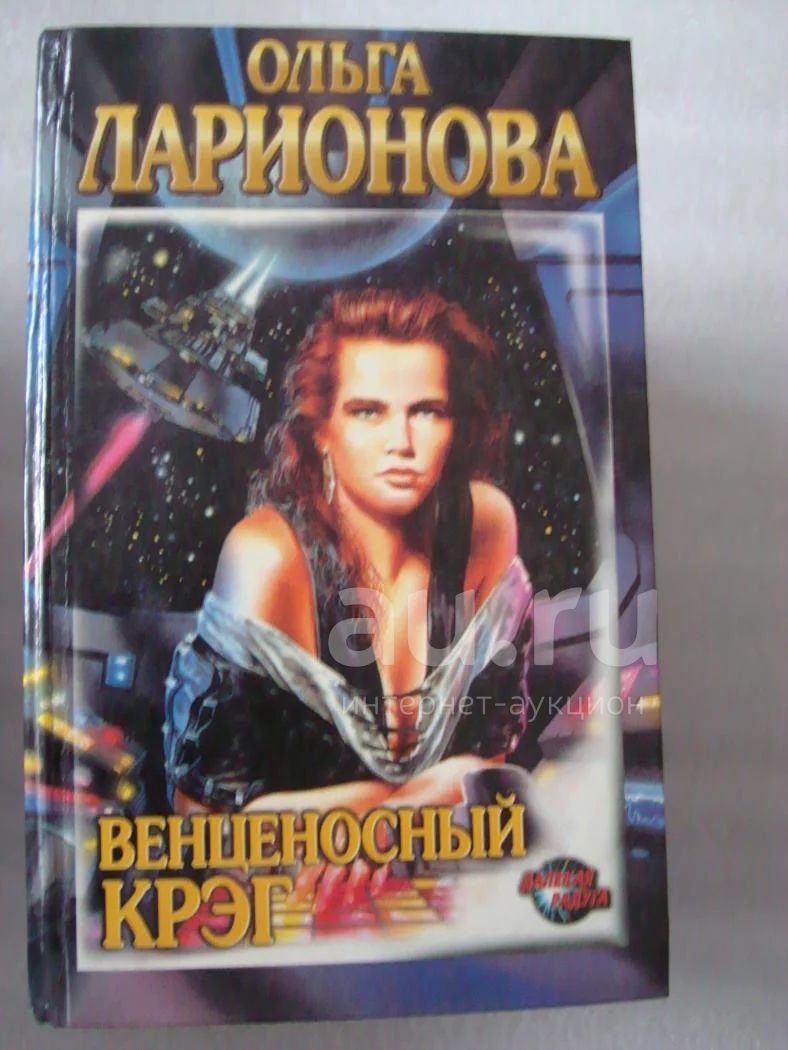 ОЛЬГА
ЛАРИОНОВА
au.ru
интернет-аукцион
ВЕНЦЕНОСНЫЙ
КРЭГ
ДАЛЕКАЯ
РАДУГА